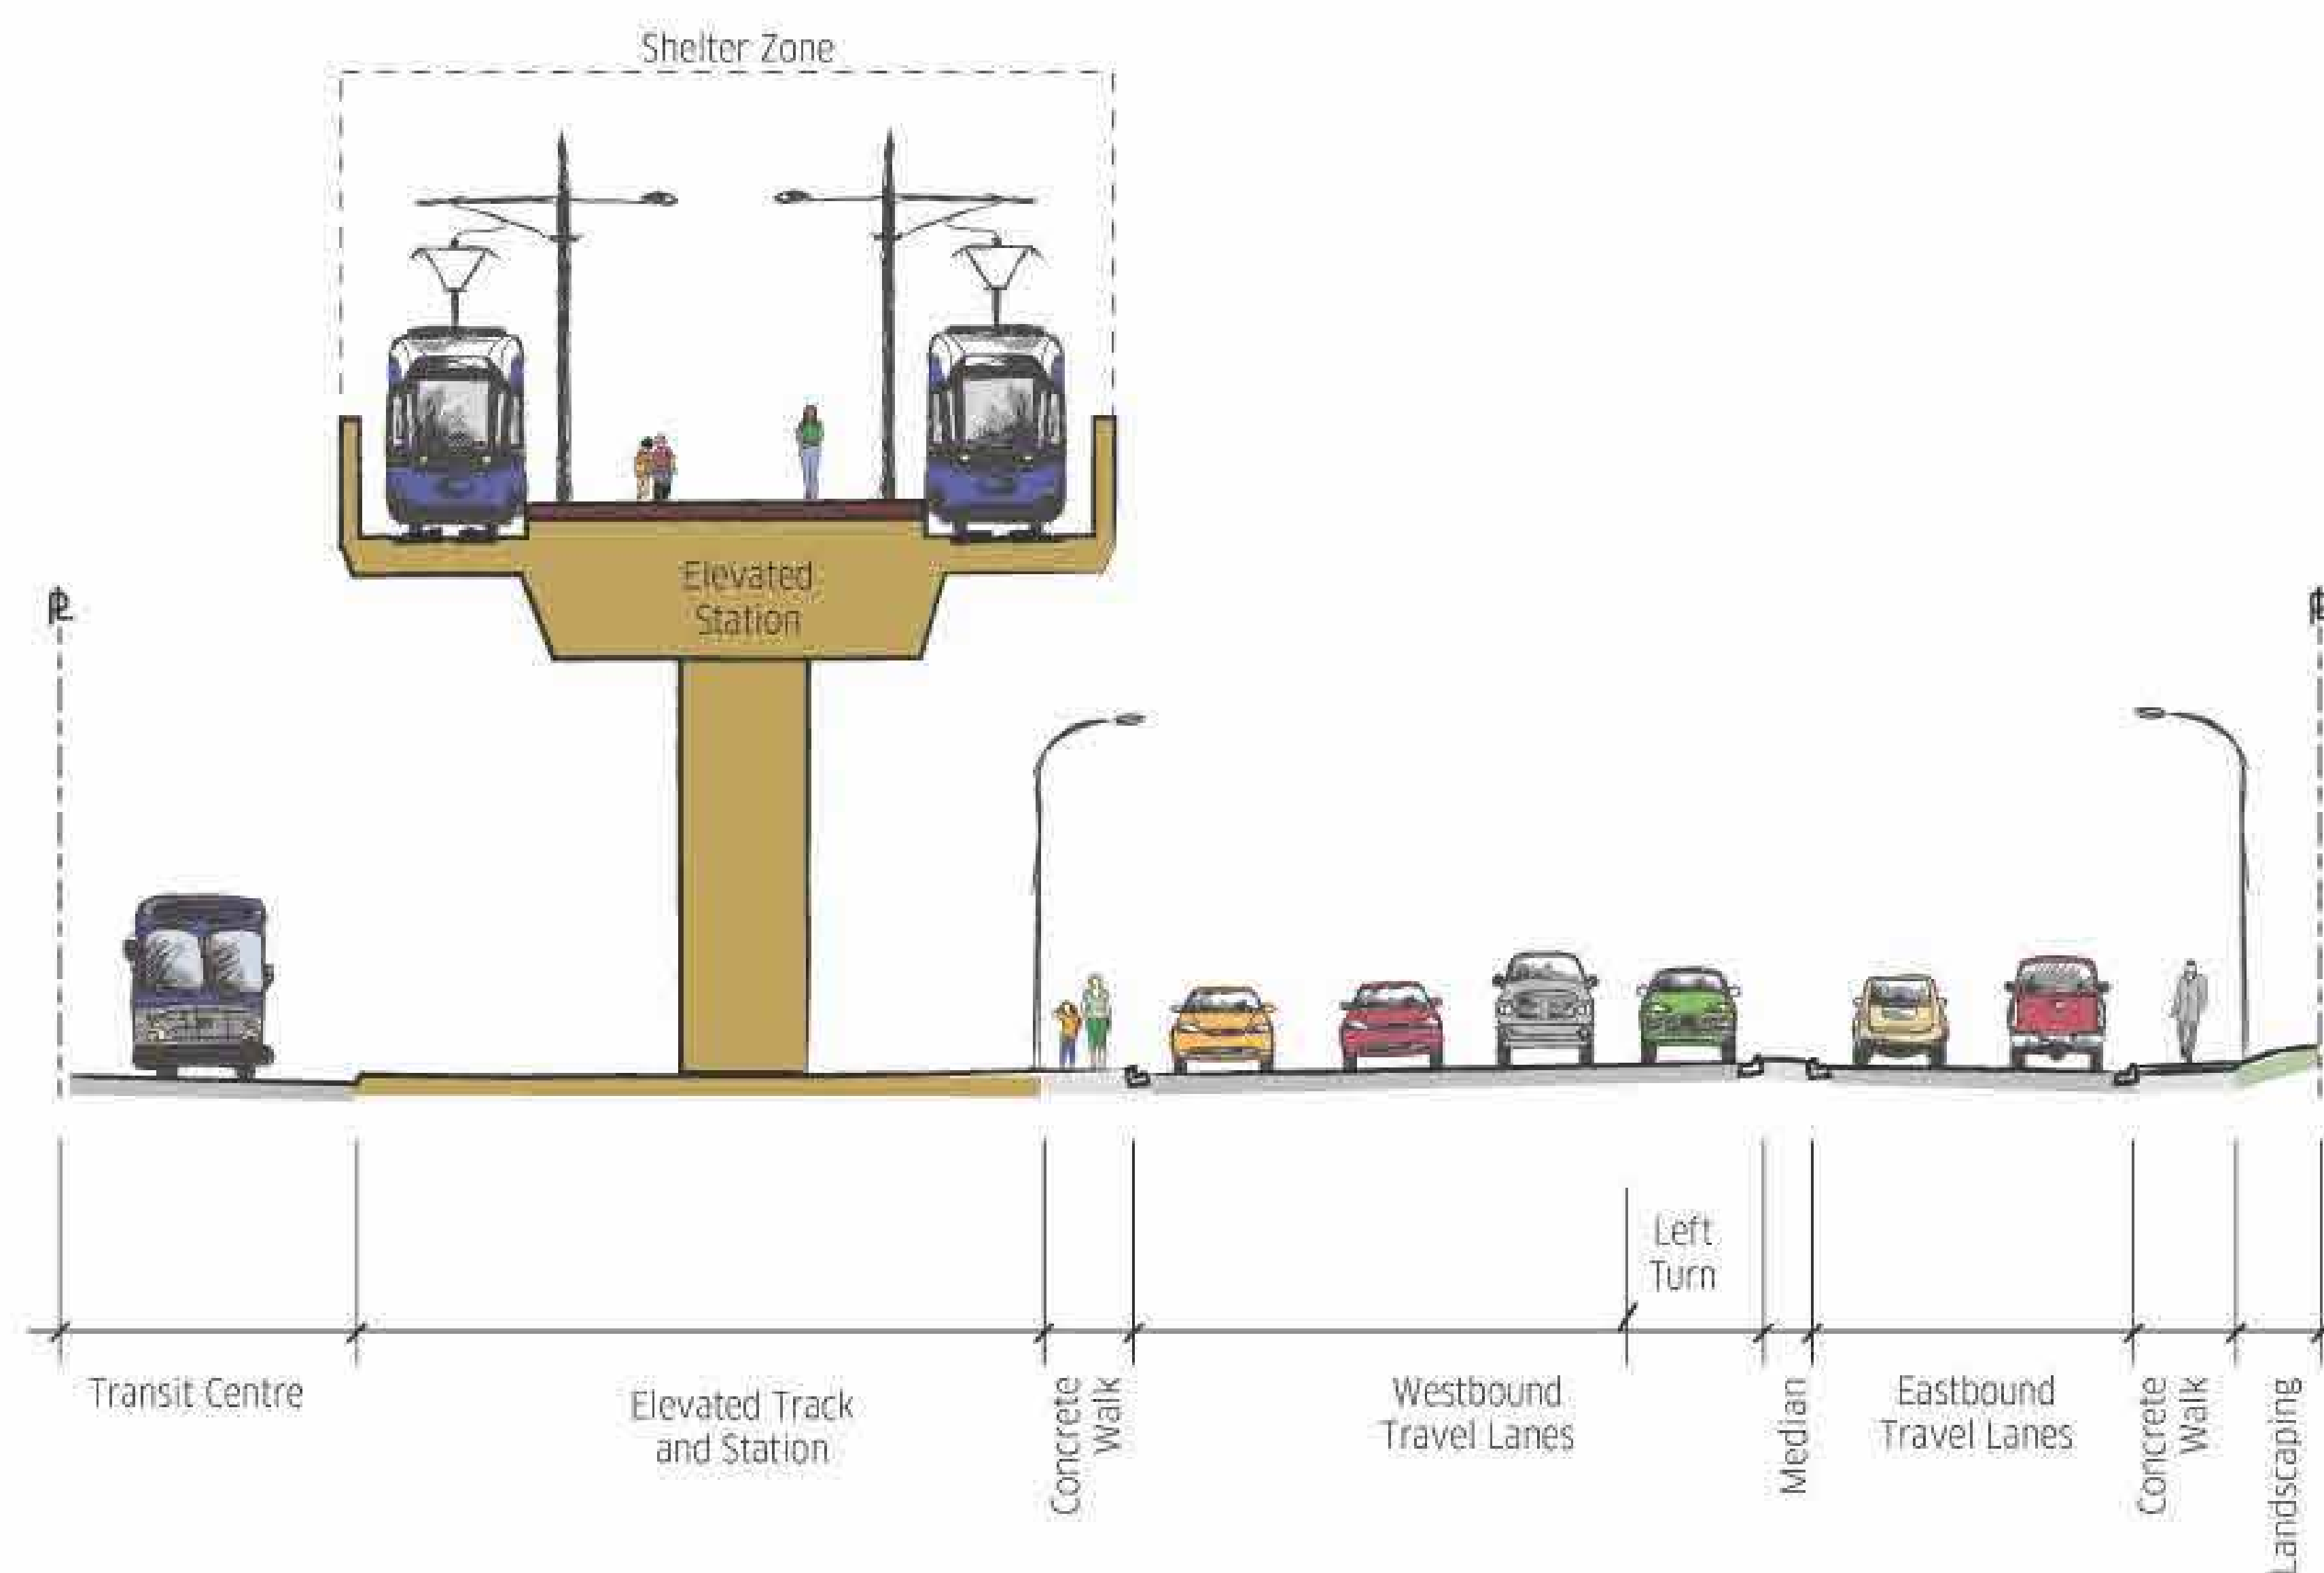 Shelter Zone
Elevated
Station
Left
Turn
Transit Centre
Elevated Track
and Station
Concrete
Walk
Westbound
Travel Lanes
Median
Eastbound
Travel Lanes
Concrete
Walk
Landscaping